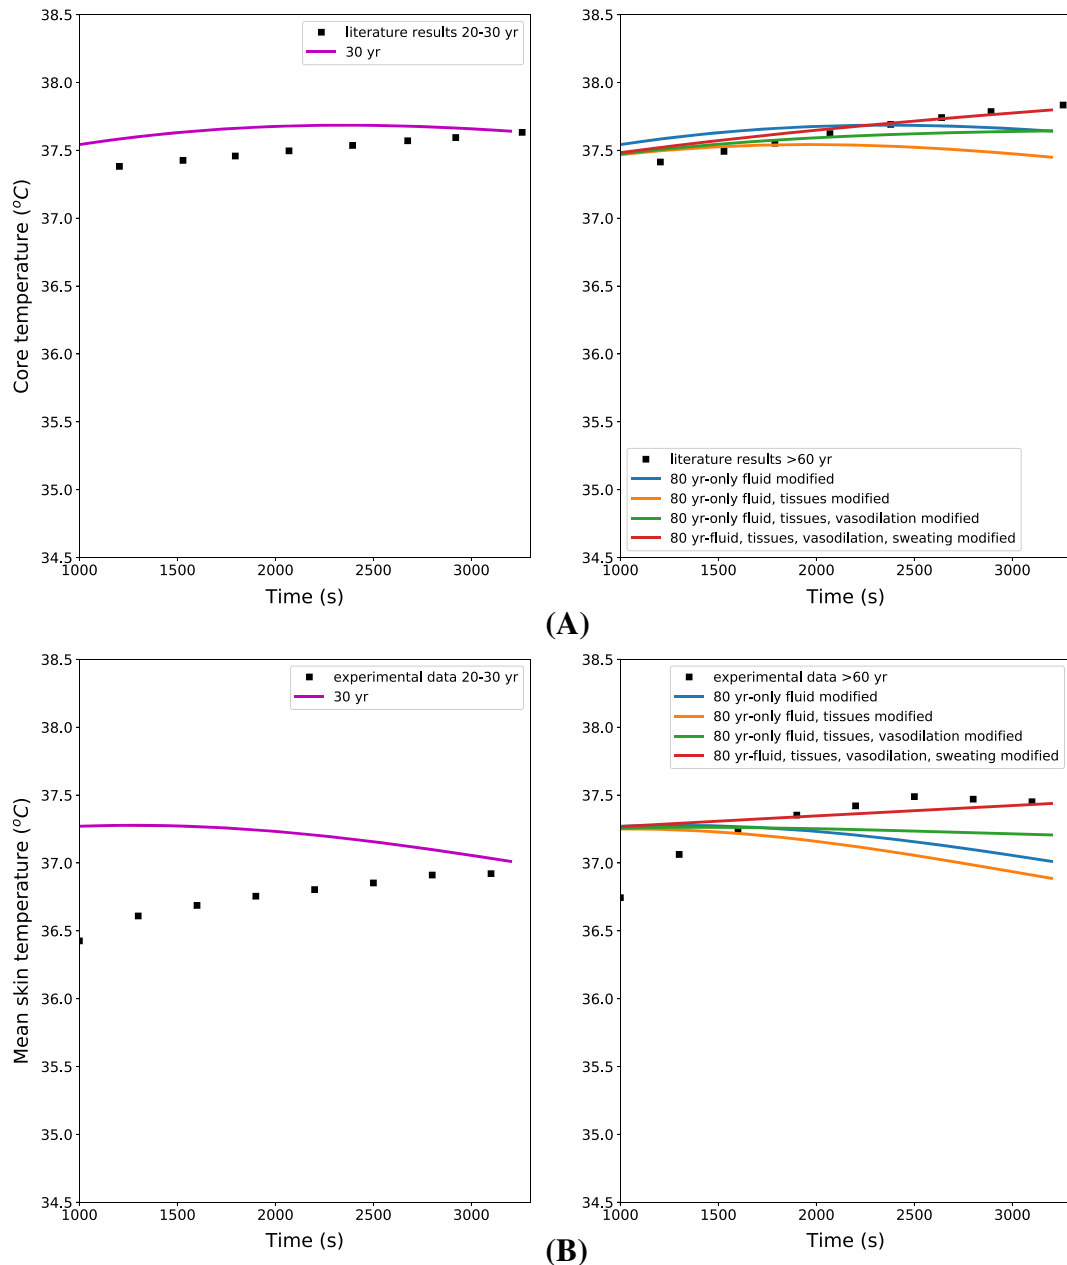 38.5
38.0
37.5
37.0
36.5
36.0
35.5
35.0
34.5
Core temperature (°C)
literature results 20-30 yr
30 yr
1000 1500 2000 2500 3000
Time (s)
38.5
38.0
37.5
37.0
36.5
36.0
35.5
35.0
34.5
literature results >60 yr
80 yr-only fluid modified
80 yr-only fluid, tissues modified
80 yr-only fluid, tissues, vasodilation modified
80 yr-fluid, tissues, vasodilation, sweating modified
1000 1500 2000 2500 3000
Time (s)
(A)
38.5
38.0
37.5
37.0
36.5
36.0
35.5
35.0
34.5
Mean skin temperature (°C)
experimental data 20-30 yr
30 yr
1000 1500 2000 2500 3000
Time (s)
38.5
38.0
37.5
37.0
36.5
36.0
35.5
35.0
34.5
experimental data >60 yr
80 yr-only fluid modified
80 yr-only fluid, tissues modified
80 yr-only fluid, tissues, vasodilation modified
80 yr-fluid, tissues, vasodilation, sweating modified
1000 1500 2000 2500 3000
Time (s)
(B)